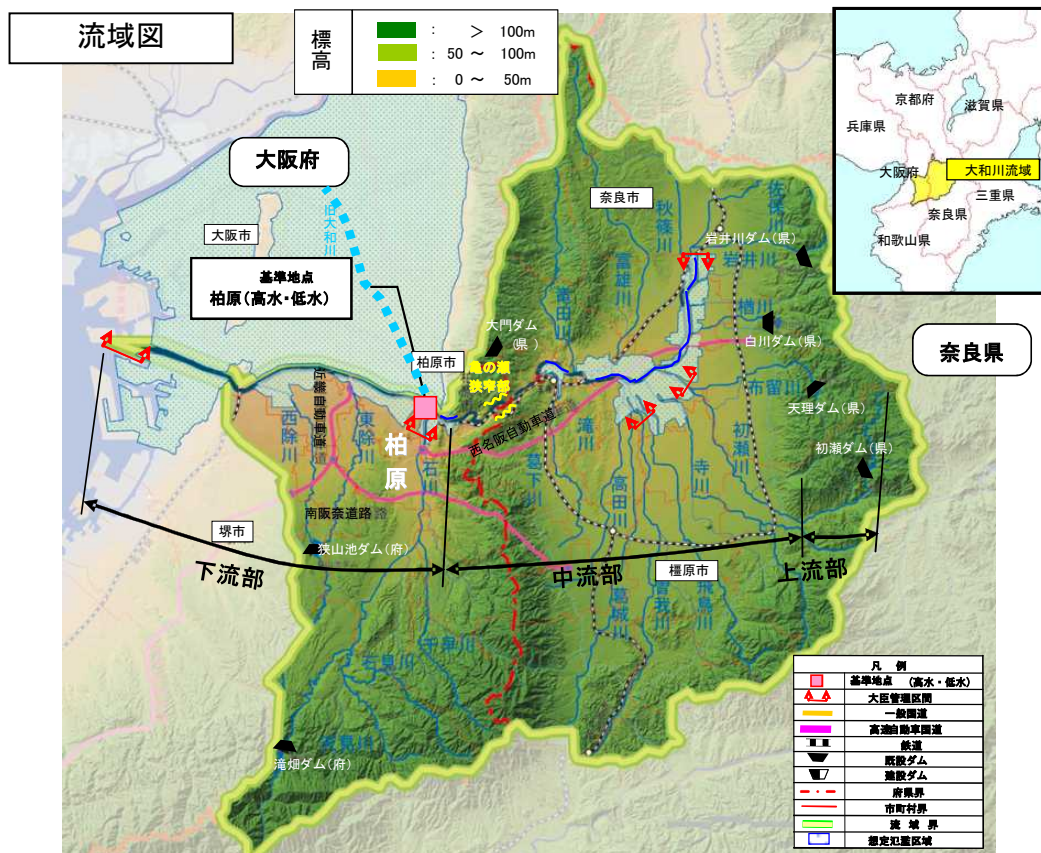 流域図
標高
： ＞ 100m
： 50 ～ 100m
： 0 ～ 50m
京都府
滋賀県
兵庫県
大阪府
大和川流域
三重県
奈良県
和歌山県
大阪府
奈良県
大阪市
旧大和川
基準地点
柏原(高水・低水)
奈良市
秋篠川
佐保川
岩井川ダム(県)
岩井川
富雄川
竜田川
楢川
大門ダム
(県)
白川ダム(県)
柏原市
亀の瀬
狭窄部
布留川
天理ダム(県)
近畿自動車道
西名阪自動車道
西除川
東除川
柏原
石川
滝川
葛下川
高田川
寺川
初瀬川
初瀬ダム(県)
南阪奈道路
堺市
狭山池ダム(府)
下流部
中流部
上流部
橿原市
葛城川
曽我川
飛鳥川
千早川
石見川
滝畑ダム(府)
凡 例
基準地点 (高水・低水)
大臣管理区間
一般国道
高速自動車国道
鉄道
既設ダム
建設ダム
府県界
市町村界
流 域 界
想定氾濫区域